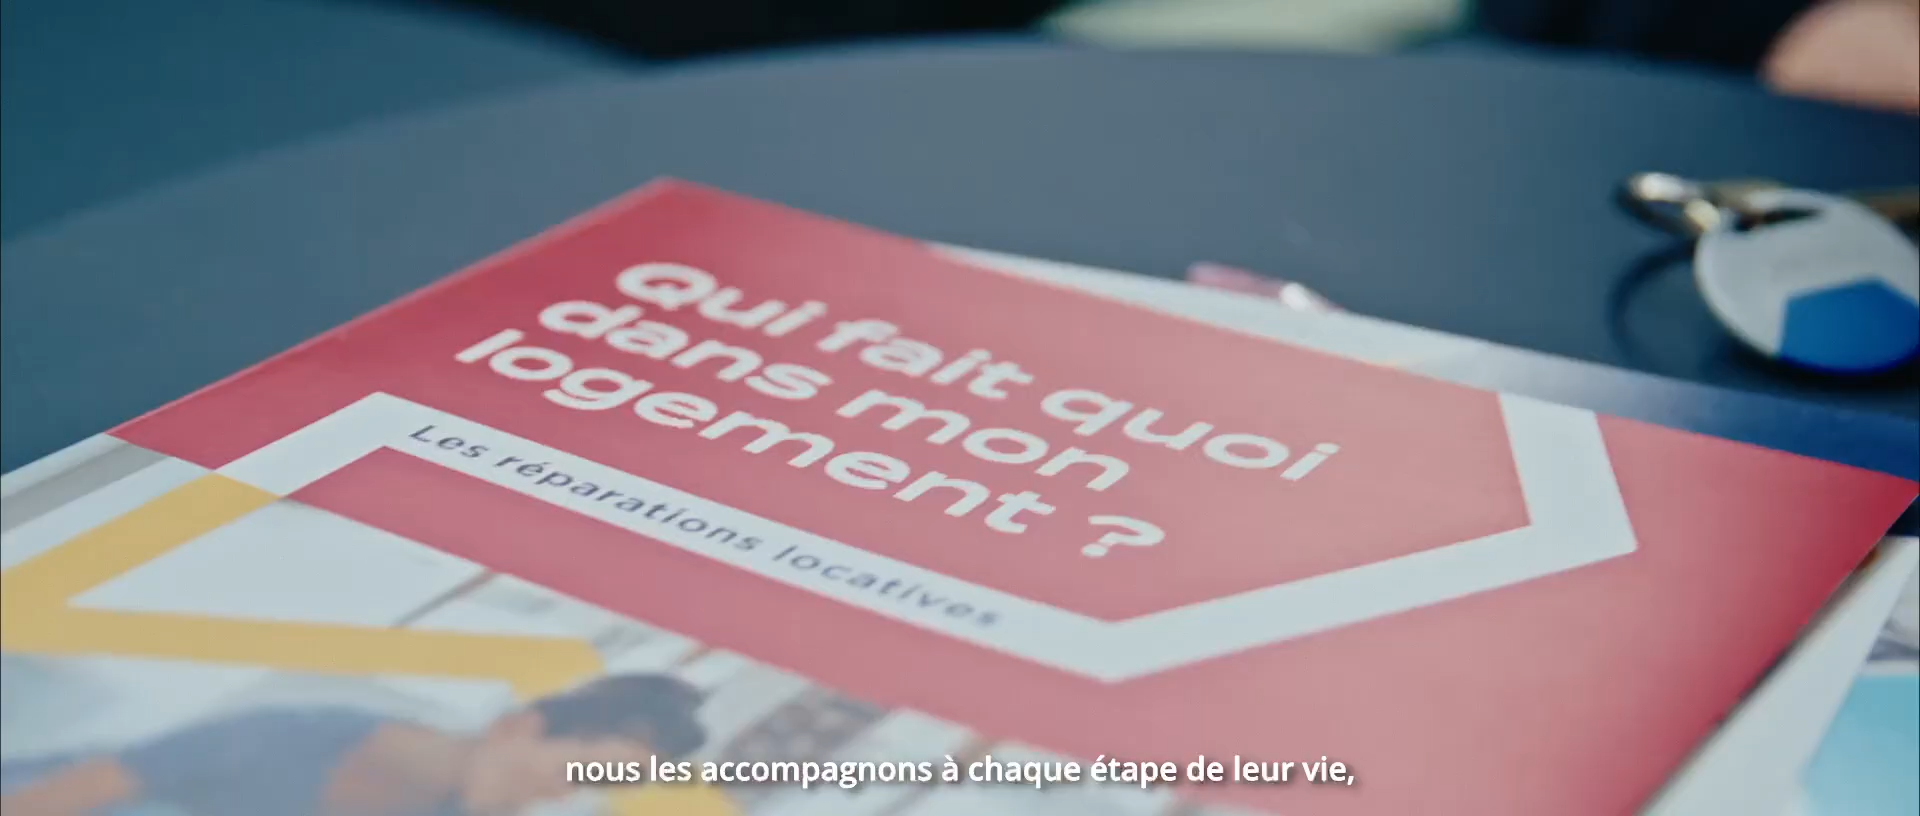 Qui fait quoi
dans mon
logement ?
Les réparations locatives
nous les accompagnons à chaque étape de leur vie,